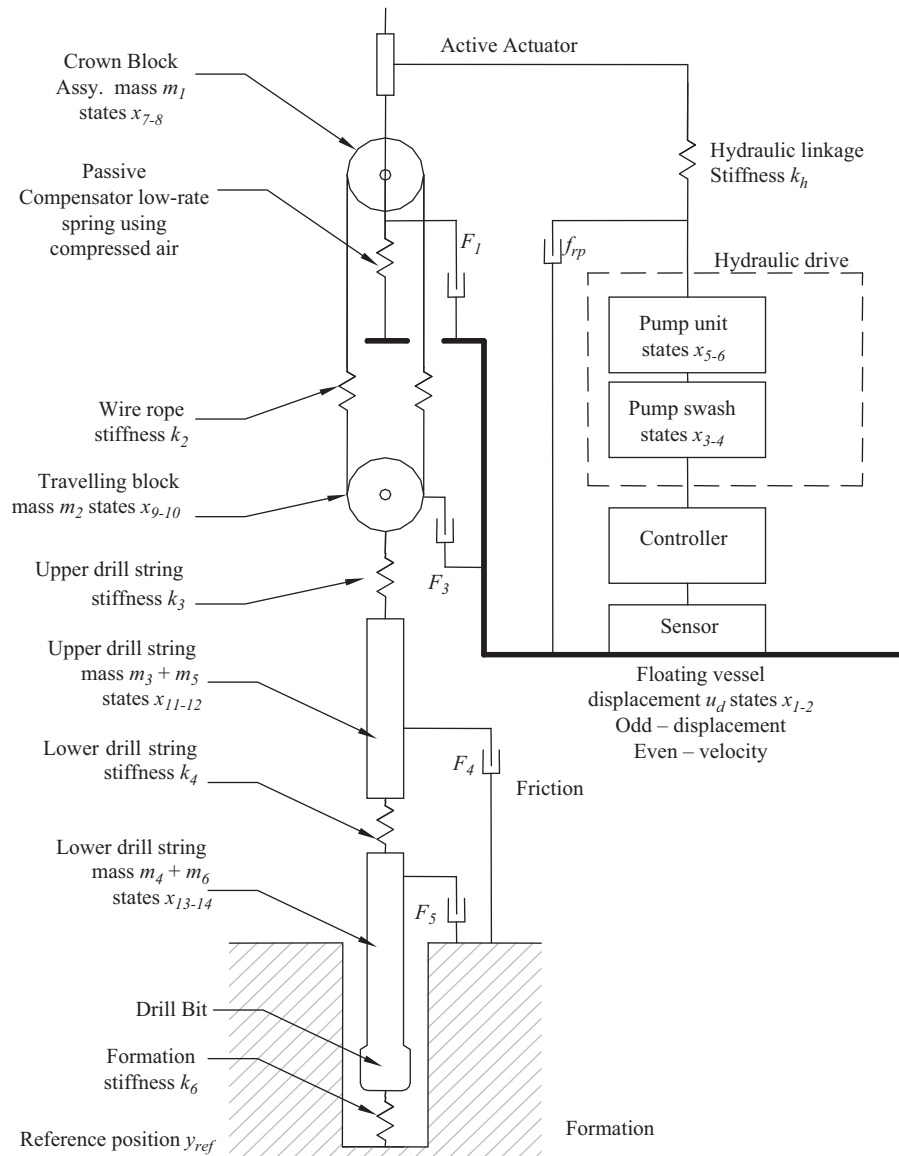 Active Actuator
Crown Block
Assy. mass m1
states x7-8
Passive
Compensator low-rate
spring using
compressed air
F1
Hydraulic linkage
Stiffness kh
frp
Hydraulic drive
Pump unit
states x5-6
Pump swash
states x3-4
Wire rope
stiffness k2
Travelling block
mass m2 states x9-10
Controller
F3
Upper drill string
stiffness k3
Sensor
Upper drill string
mass m3 + m5
states x11-12
Floating vessel
displacement ud states x1-2
Odd – displacement
Even – velocity
Lower drill string
stiffness k4
F4
Friction
Lower drill string
mass m4 + m6
states x13-14
F5
Drill Bit
Formation
stiffness k6
Reference position yref
Formation